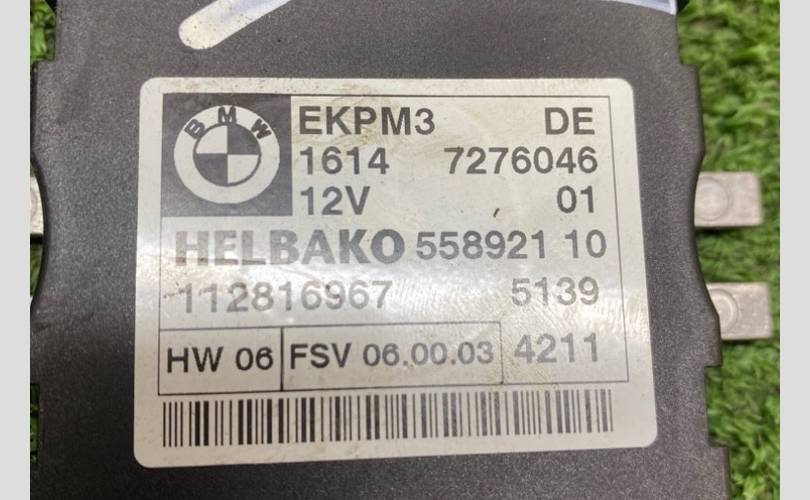 BMW
EKPM3 DE
1614 7276046
12V 01
HELBAKO 558921 10
112816967 5139
HW 06 FSV 06.00.03 4211